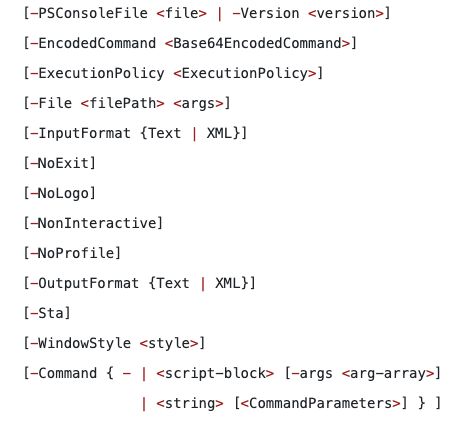 [-PSConsoleFile <file> | -Version <version>]
[-EncodedCommand <Base64EncodedCommand>]
[-ExecutionPolicy <ExecutionPolicy>]
[-File <filePath> <args>]
[-InputFormat {Text | XML}]
[-NoExit]
[-NoLogo]
[-NonInteractive]
[-NoProfile]
[-OutputFormat {Text | XML}]
[-Sta]
[-WindowStyle <style>]
[-Command { - | <script-block> [-args <arg-array>]
| <string> [<CommandParameters>] } ]